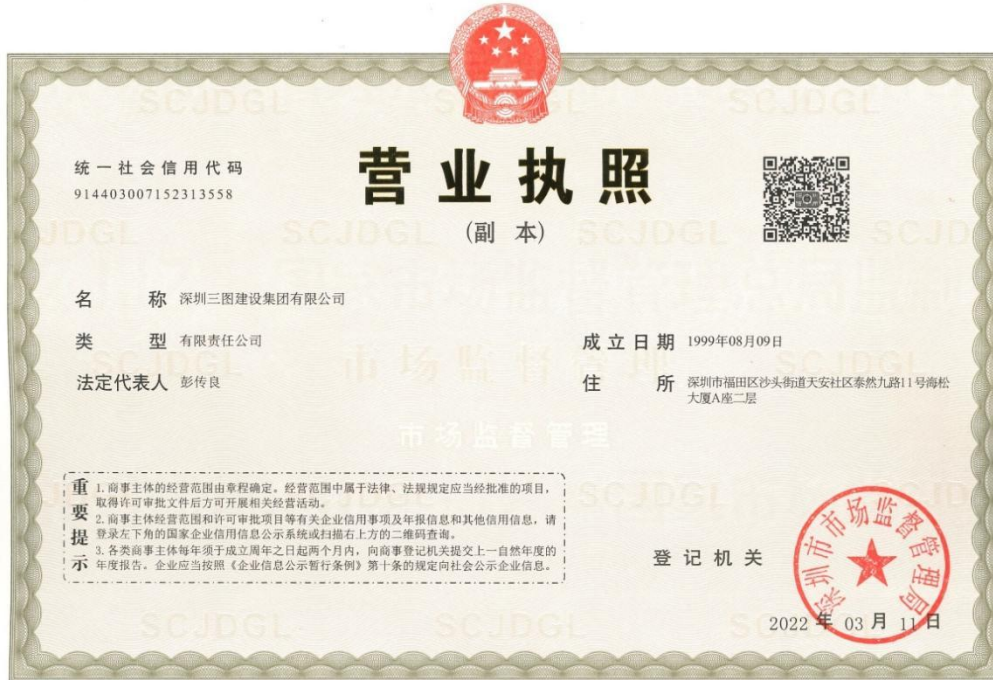 统一社会信用代码
914403007152313558
营业执照
(副 本)
名 称 深圳三图建设集团有限公司
类 型 有限责任公司
法定代表人 彭传良
成立日期 1999年08月09日
住 所 深圳市福田区沙头街道天安社区泰然九路11号海松
大厦A座二层
重要提示
1.商事主体的经营范围由章程确定。经营范围中属于法律、法规规定应当经批准的项目,
取得许可审批文件后方可开展相关经营活动。
2.商事主体经营范围和许可审批项目等有关企业信用事项及年报信息和其他信用信息,请
登录左下角的国家企业信用信息公示系统或扫描右上方的二维码查询。
3.各类商事主体每年须于成立周年之日起两个月内,向商事登记机关提交上一自然年度的
年度报告。企业应当按照《企业信息公示暂行条例》第十条的规定向社会公示企业信息。
登记机关
深圳市市场监督管理局
2022 年 03 月 11 日
SCJDGL
市场监督管理